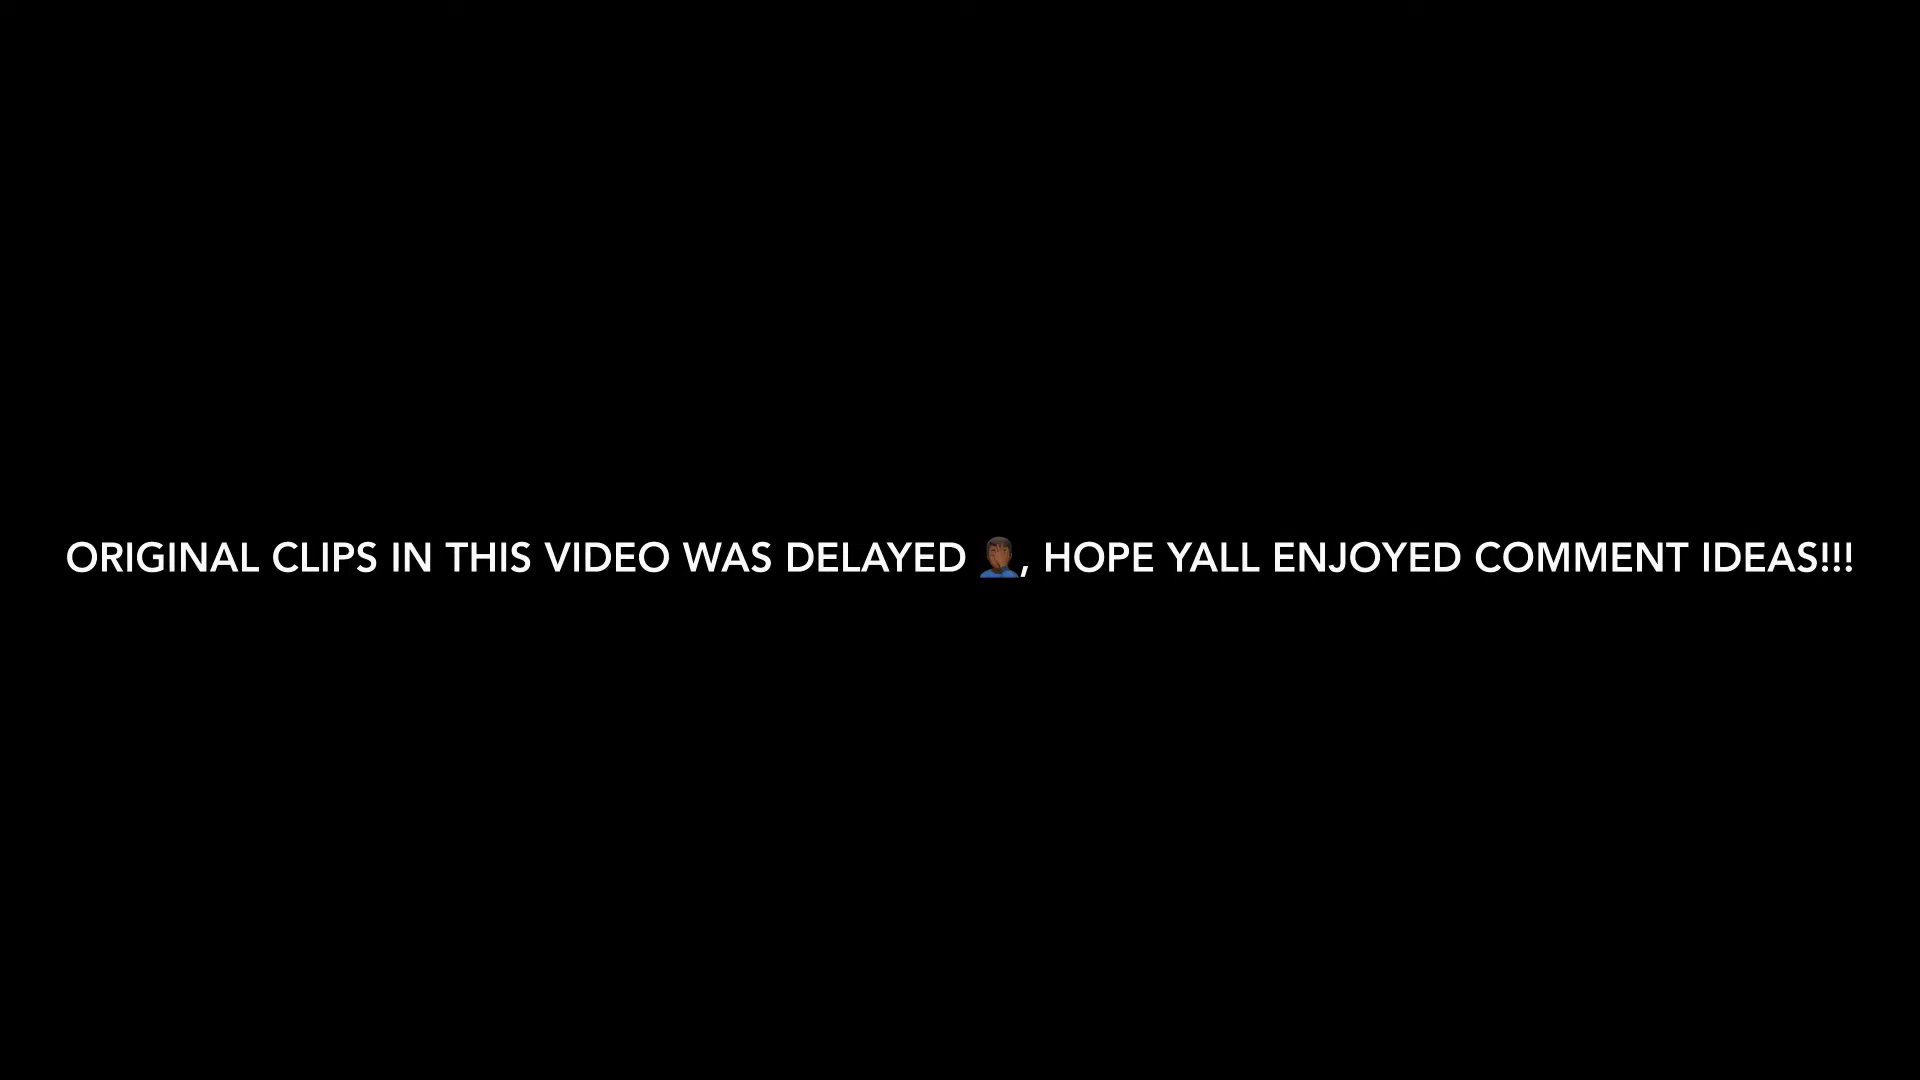 ORIGINAL CLIPS IN THIS VIDEO WAS DELAYED 🤦🏾‍♂️, HOPE YALL ENJOYED COMMENT IDEAS!!!